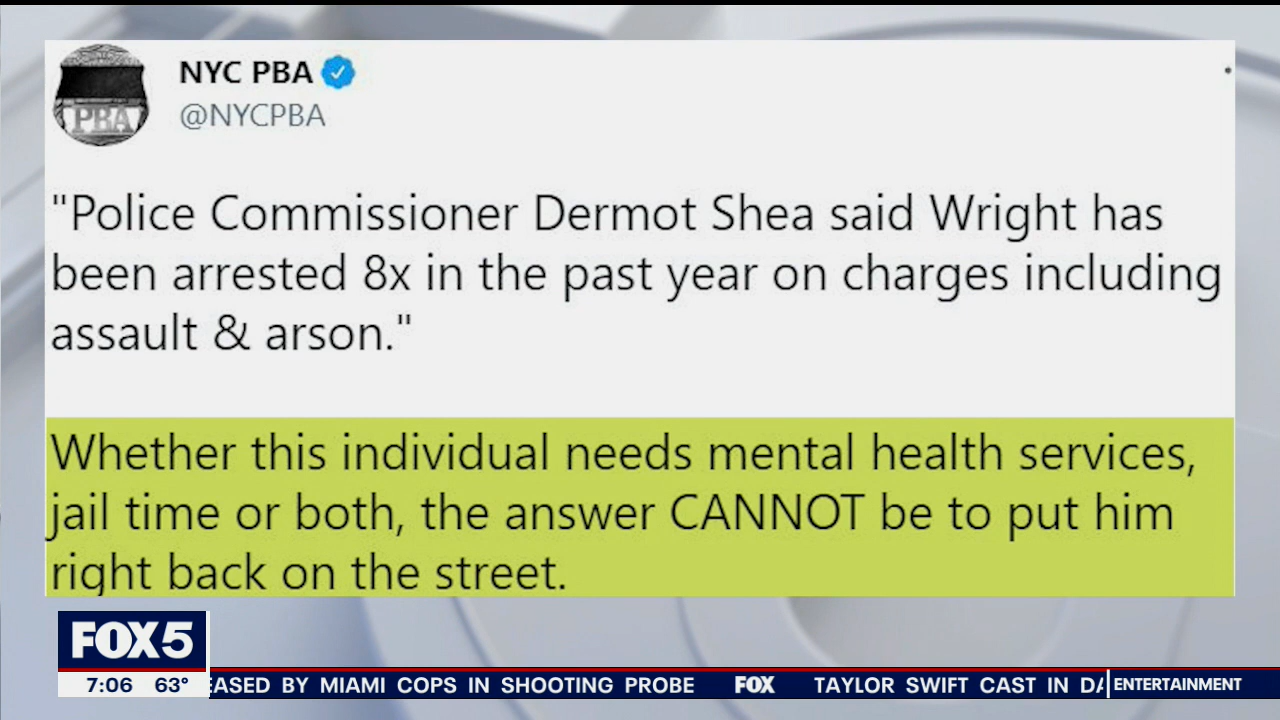 NYC PBA
@NYCPBA
PBA
"Police Commissioner Dermot Shea said Wright has
been arrested 8x in the past year on charges including
assault & arson."
Whether this individual needs mental health services,
jail time or both, the answer CANNOT be to put him
right back on the street.
FOX5
7:06 63° EASED BY MIAMI COPS IN SHOOTING PROBE FOX TAYLOR SWIFT CAST IN DA ENTERTAINMENT